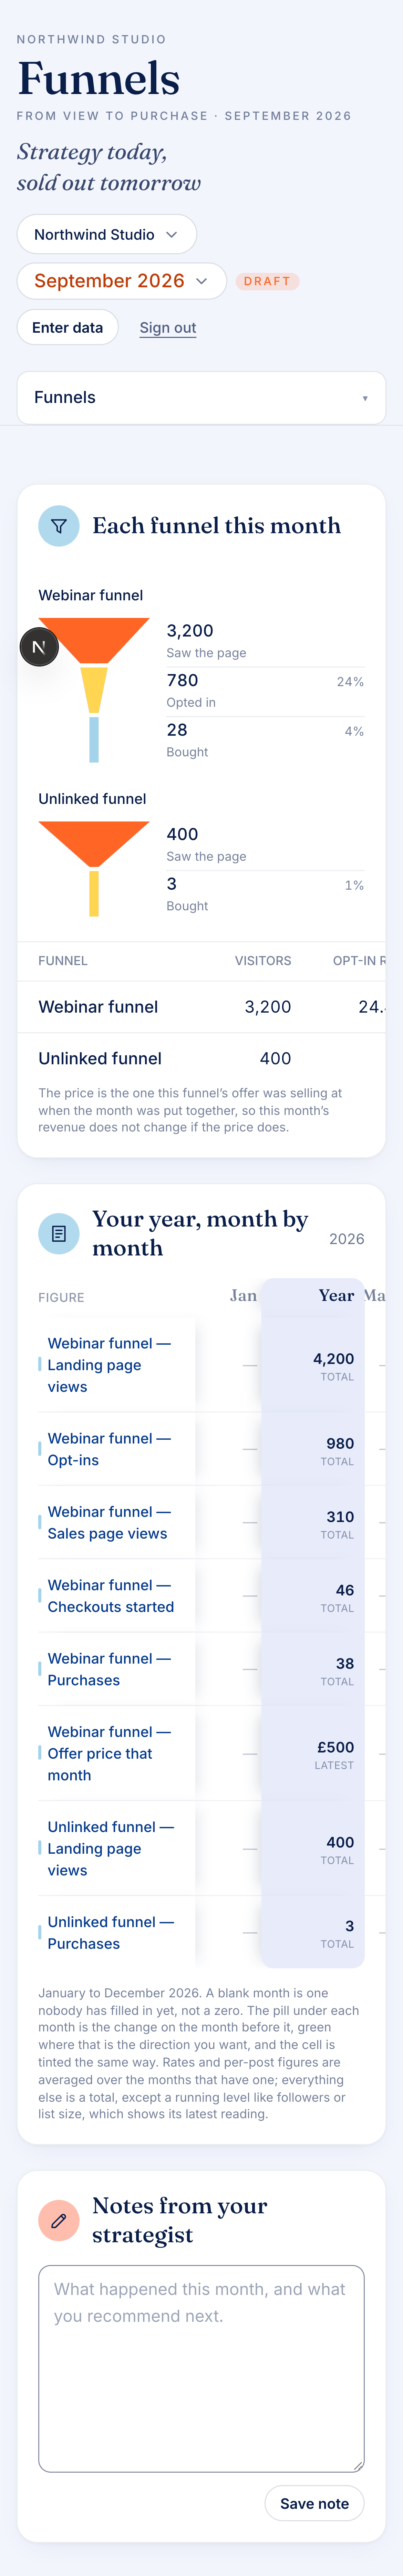 NORTHWIND STUDIO
Funnels
FROM VIEW TO PURCHASE · SEPTEMBER 2026
Strategy today,
sold out tomorrow
Northwind Studio
September 2026 DRAFT
Enter data Sign out
Funnels
Each funnel this month
Webinar funnel
N
3,200
Saw the page
780 24%
Opted in
28 4%
Bought
Unlinked funnel
400
Saw the page
3 1%
Bought
FUNNEL VISITORS OPT-IN
Webinar funnel 3,200 24.
Unlinked funnel 400
The price is the one this funnel’s offer was selling at
when the month was put together, so this month’s
revenue does not change if the price does.
Your year, month by
month 2026
FIGURE Jan Year Ma
Webinar funnel —
Landing page
views
— 4,200 —
TOTAL
Webinar funnel —
Opt-ins
— 980 —
TOTAL
Webinar funnel —
Sales page views
— 310 —
TOTAL
Webinar funnel —
Checkouts started
— 46 —
TOTAL
Webinar funnel —
Purchases
— 38 —
TOTAL
Webinar funnel —
Offer price that
month
— £500 —
LATEST
Unlinked funnel —
Landing page
views
— 400 —
TOTAL
Unlinked funnel —
Purchases
— 3 —
TOTAL
January to December 2026. A blank month is one
nobody has filled in yet, not a zero. The pill under each
month is the change on the month before it, green
where that is the direction you want, and the cell is
tinted the same way. Rates and per-post figures are
averaged over the months that have one; everything
else is a total, except a running level like followers or
list size, which shows its latest reading.
Notes from your
strategist
What happened this month, and what
you recommend next.
Save note